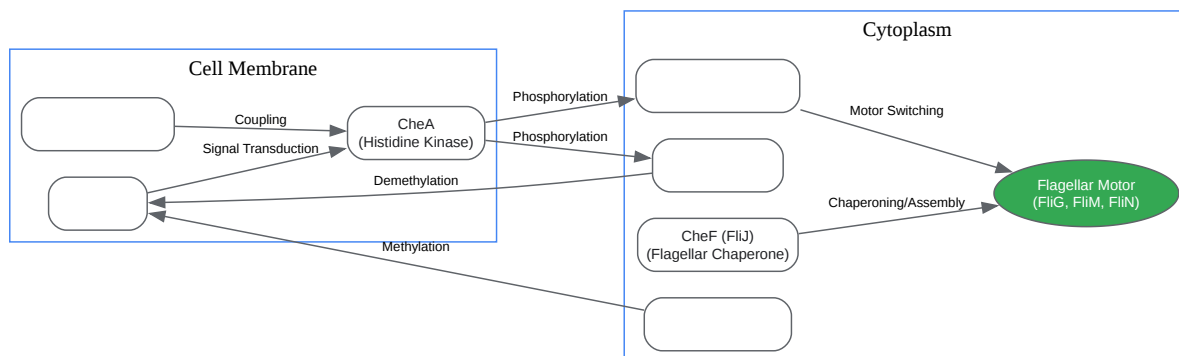 Cytoplasm
Cell Membrane
Phosphorylation
Motor Switching
Coupling
CheA
(Histidine Kinase)
Phosphorylation
Signal Transduction
Demethylation
Flagellar Motor
(FliG, FliM, FliN)
Chaperoning/Assembly
CheF (FliJ)
(Flagellar Chaperone)
Methylation